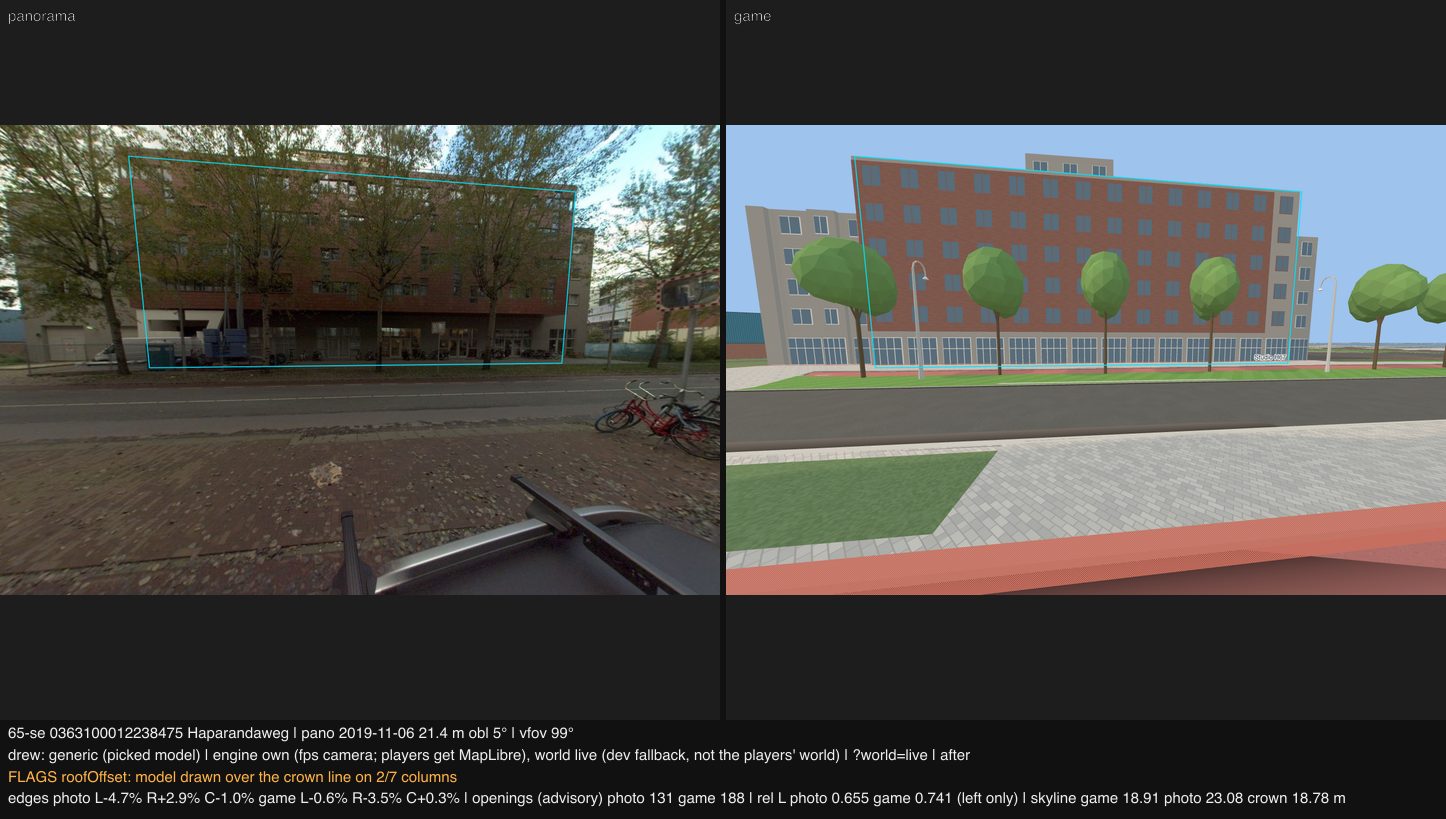 panorama
game
Studio M67
65-se 0363100012238475 Haparandaweg | pano 2019-11-06 21.4 m obl 5° | vfov 99°
drew: generic (picked model) | engine own (fps camera; players get MapLibre), world live (dev fallback, not the players' world) | ?world=live | after
FLAGS roofOffset: model drawn over the crown line on 2/7 columns
edges photo L-4.7% R+2.9% C-1.0% game L-0.6% R-3.5% C+0.3% | openings (advisory) photo 131 game 188 | rel L photo 0.655 game 0.741 (left only) | skyline game 18.91 photo 23.08 crown 18.78 m